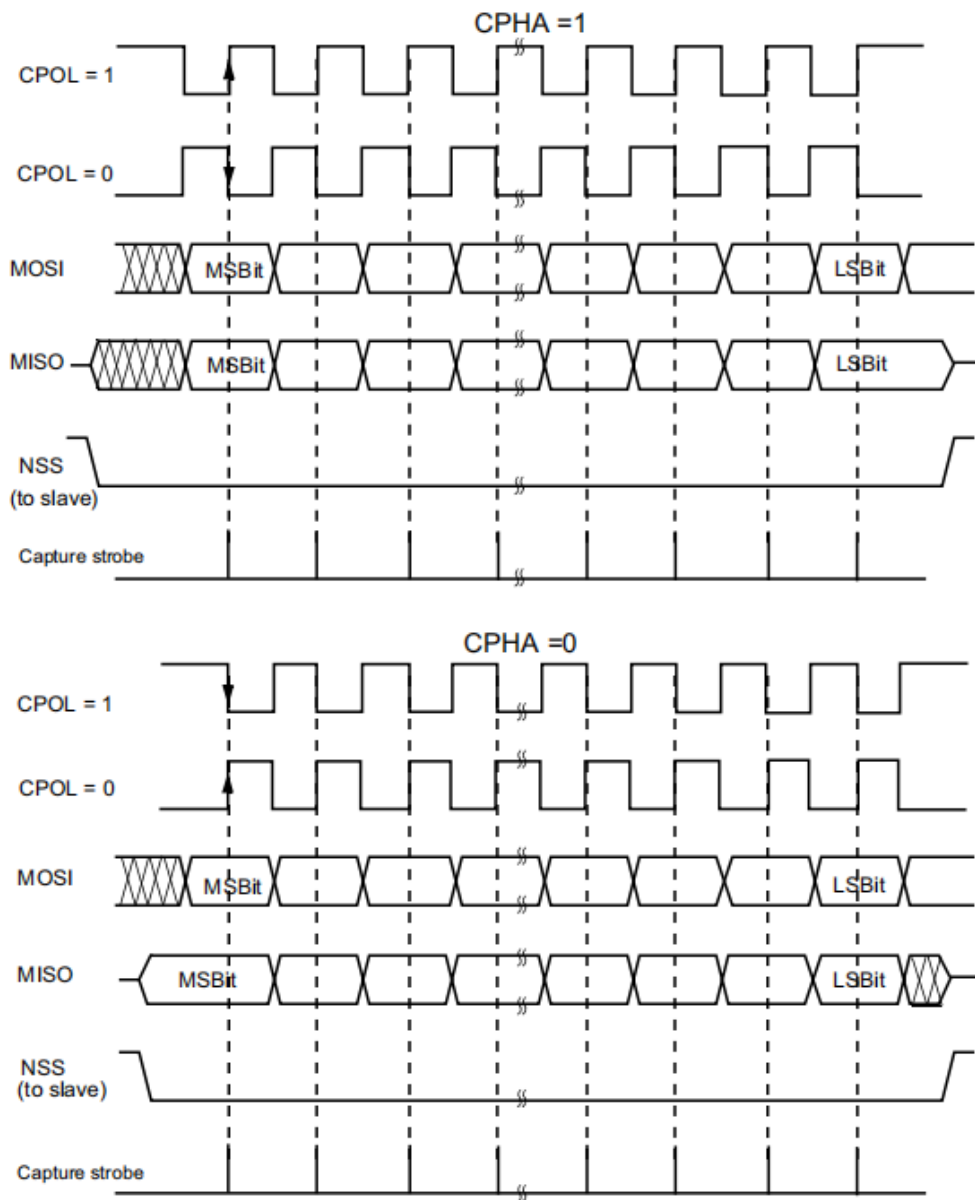 CPHA =1
CPOL = 1
CPOL = 0
MOSI MSBit LSBit
MISO MSBit LSBit
NSS
(to slave)
Capture strobe
CPHA =0
CPOL = 1
CPOL = 0
MOSI MSBit LSBit
MISO MSBit LSBit
NSS
(to slave)
Capture strobe